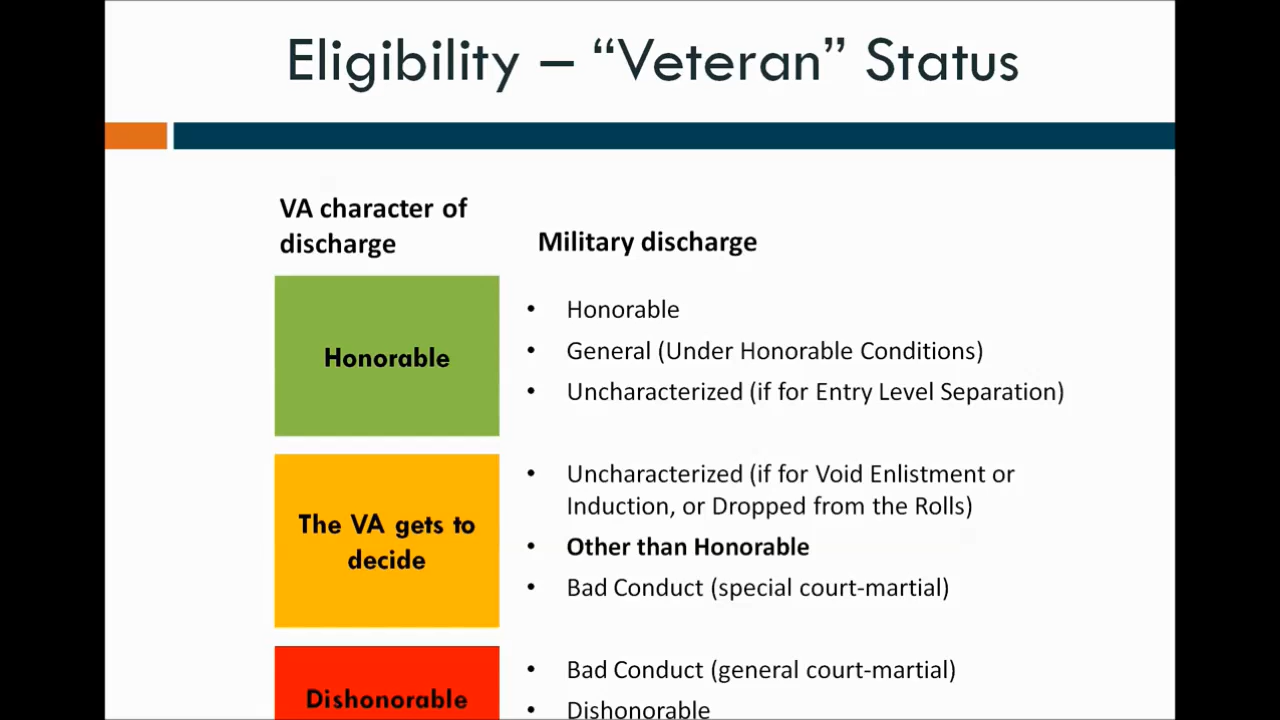 Eligibility – “Veteran” Status
VA character of
discharge
Military discharge
Honorable
• Honorable
• General (Under Honorable Conditions)
• Uncharacterized (if for Entry Level Separation)
The VA gets to
decide
• Uncharacterized (if for Void Enlistment or
Induction, or Dropped from the Rolls)
• Other than Honorable
• Bad Conduct (special court-martial)
Dishonorable
• Bad Conduct (general court-martial)
• Dishonorable